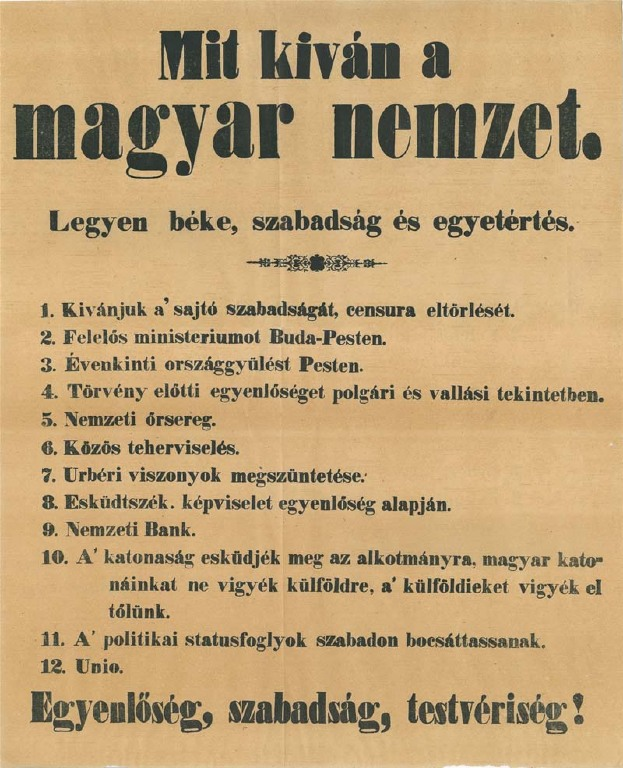 Mit kiván a
magyar nemzet.
Legyen béke, szabadság és egyetértés.
1. Kivánjuk a' sajtó szabadságát, censura eltörlését.
2. Felelős ministeriumot Buda-Pesten.
3. Évenkinti országgyülést Pesten.
4. Törvény előtti egyenlőséget polgári és vallási tekintetben.
5. Nemzeti őrsereg.
6. Közös teherviselés.
7. Urbéri viszonyok megszüntetése.
8. Esküdtszék. képviselet egyenlőség alapján.
9. Nemzeti Bank.
10. A' katonaság esküdjék meg az alkotmányra, magyar kato-
náinkat ne vigyék külföldre, a' külföldieket vigyék el
tőlünk.
11. A' politikai statusfoglyok szabadon bocsáttassanak.
12. Unio.
Egyenlőség, szabadság, testvériség!